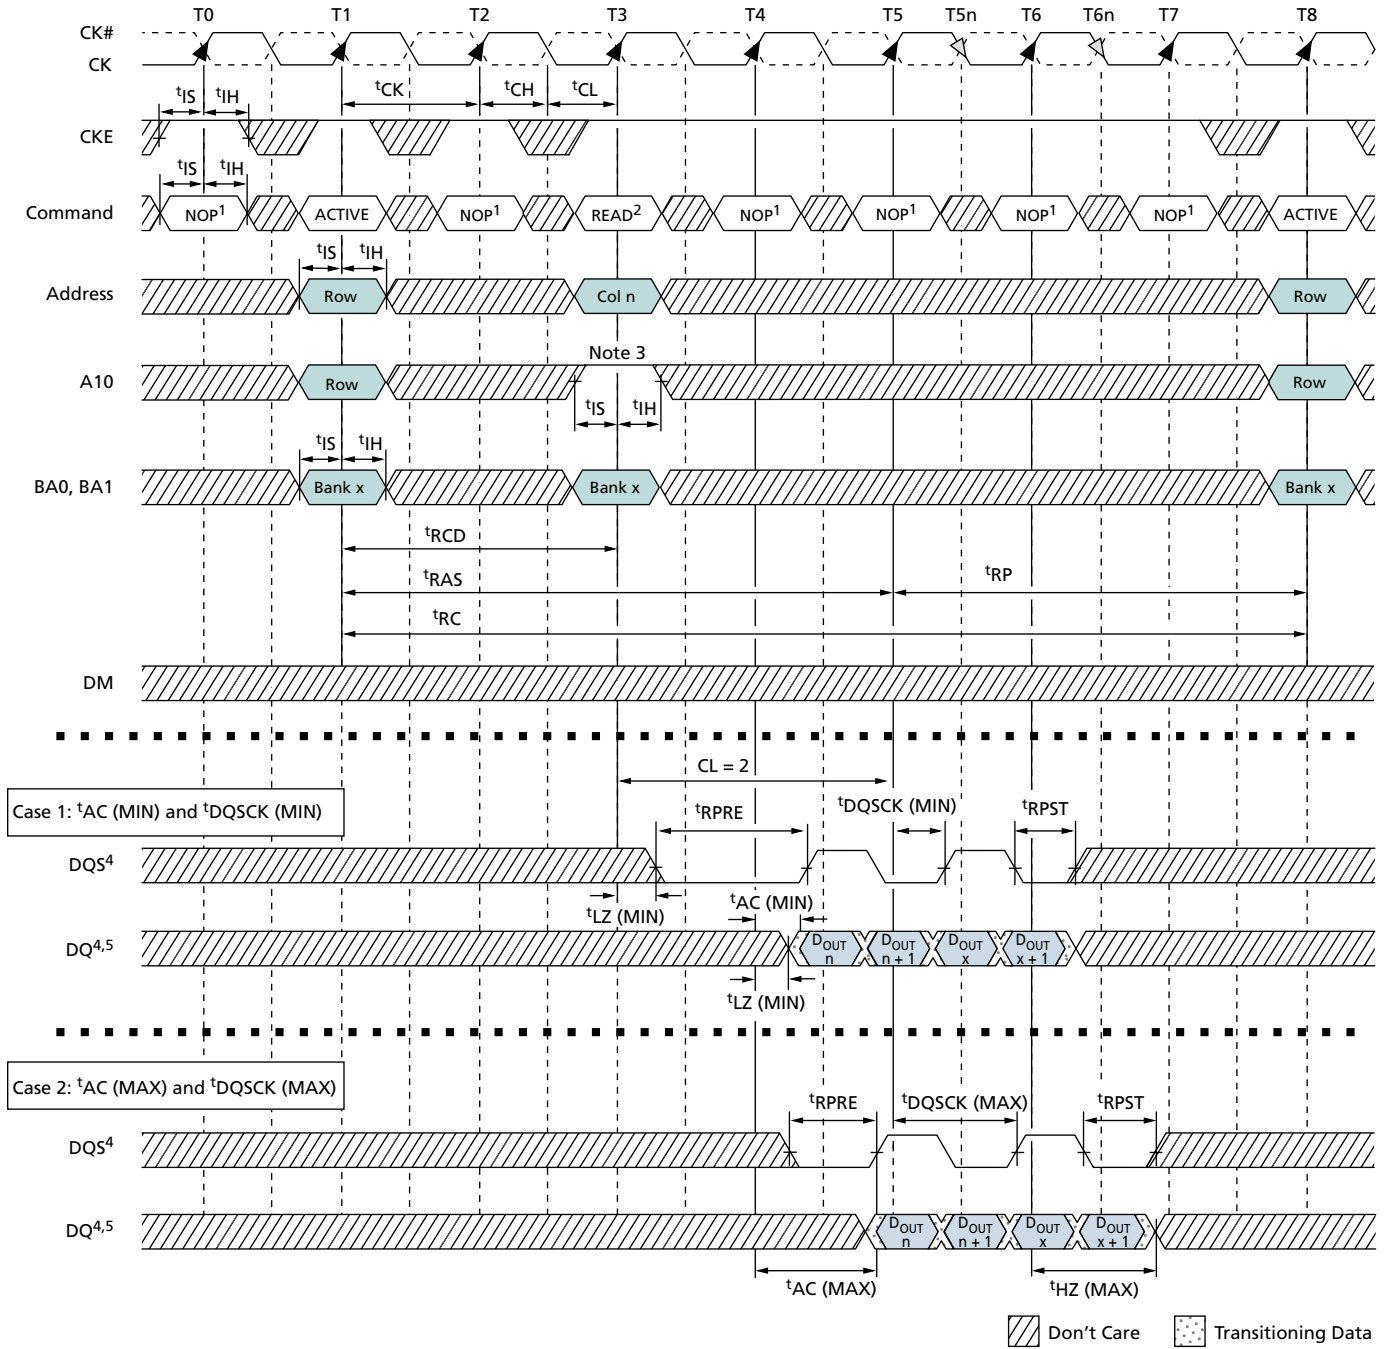 T0 T1 T2 T3 T4 T5 T5n T6 T6n T7 T8
CK#
CK
tCK tCH tCL
tIS tIH
CKE
tIS tIH
Command NOP1 ACTIVE NOP1 READ2 NOP1 NOP1 NOP1 NOP1 ACTIVE
tIS tIH
Address Row Col n Row
Note 3
A10 Row Row
tIS tIH
tIS tIH
BA0, BA1 Bank x Bank x Bank x
tRCD
tRAS tRP
tRC
DM
CL = 2
Case 1: tAC (MIN) and tDQSCK (MIN)
tRPRE tDQSCK (MIN) tRPST
DQS4
tLZ (MIN) tAC (MIN)
DQ4,5 DOUT n DOUT n + 1 DOUT x DOUT x + 1
tLZ (MIN)
Case 2: tAC (MAX) and tDQSCK (MAX)
tRPRE tDQSCK (MAX) tRPST
DQS4
DQ4,5 DOUT n DOUT n + 1 DOUT x DOUT x + 1
tAC (MAX) tHZ (MAX)
Don't Care Transitioning Data